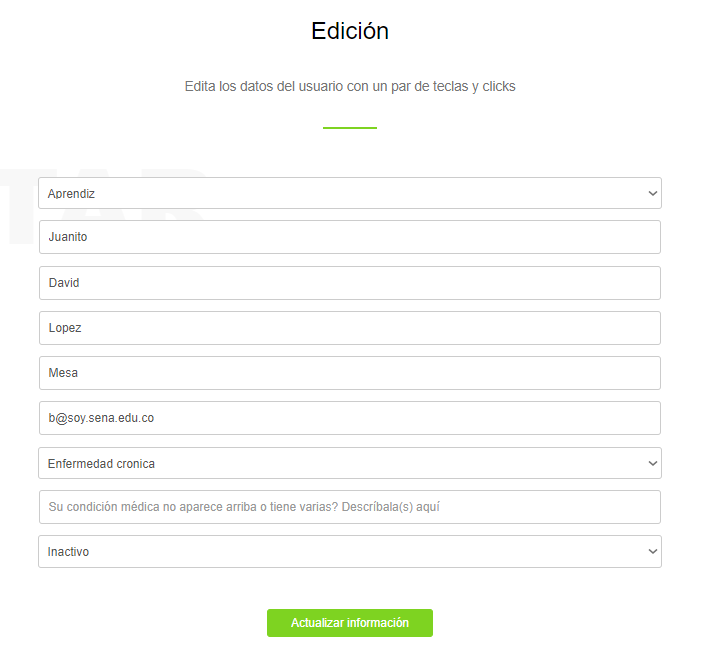 Edición
Edita los datos del usuario con un par de teclas y clicks
Aprendiz
Juanito
David
Lopez
Mesa
b@soy.sena.edu.co
Enfermedad cronica
Su condición médica no aparece arriba o tiene varias? Descríbala(s) aquí
Inactivo
Actualizar información